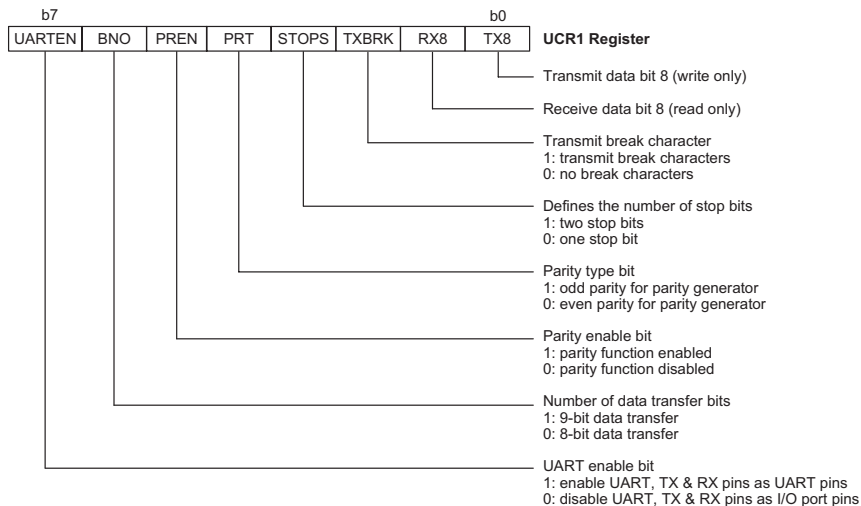 b7 b0
UARTEN BNO PREN PRT STOPS TXBRK RX8 TX8 UCR1 Register
Transmit data bit 8 (write only)
Receive data bit 8 (read only)
Transmit break character
1: transmit break characters
0: no break characters
Defines the number of stop bits
1: two stop bits
0: one stop bit
Parity type bit
1: odd parity for parity generator
0: even parity for parity generator
Parity enable bit
1: parity function enabled
0: parity function disabled
Number of data transfer bits
1: 9-bit data transfer
0: 8-bit data transfer
UART enable bit
1: enable UART, TX & RX pins as UART pins
0: disable UART, TX & RX pins as I/O port pins